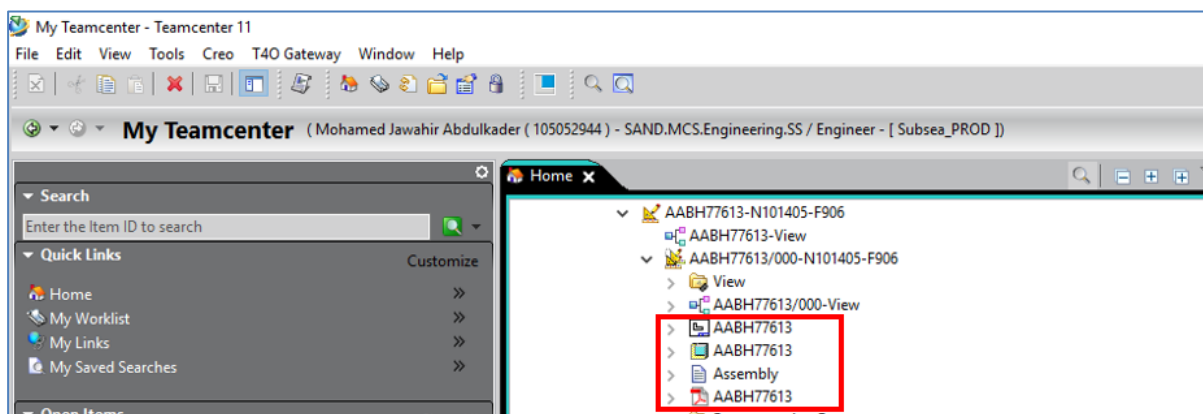 My Teamcenter - Teamcenter 11
File Edit View Tools Creo T4O Gateway Window Help
My Teamcenter ( Mohamed Jawahir Abdulkader ( 105052944 ) - SAND.MCS.Engineering.SS / Engineer - [ Subsea_PROD ])
Home
Search
Enter the Item ID to search
Quick Links
Customize
Home
My Worklist
My Links
My Saved Searches
Open Items
AABH77613-N101405-F906
AABH77613-View
AABH77613/000-N101405-F906
View
AABH77613/000-View
AABH77613
AABH77613
Assembly
AABH77613